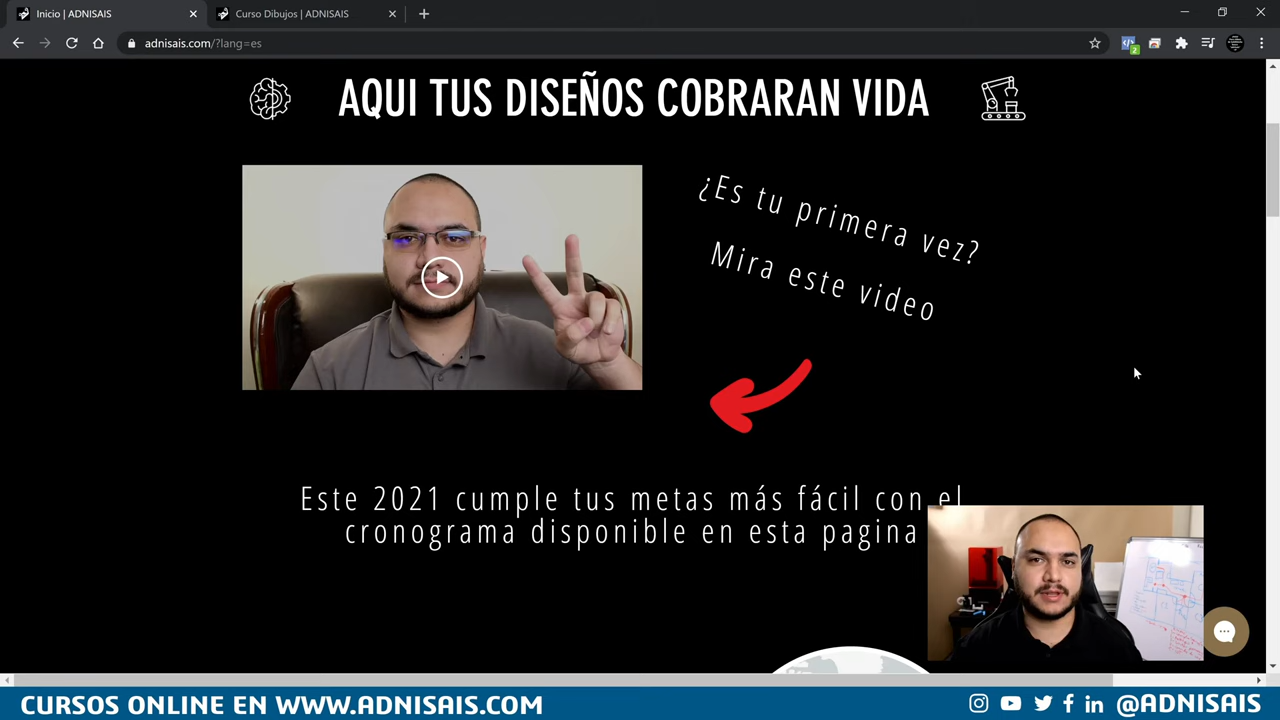 Inicio | ADNISAIS
Curso Dibujos | ADNISAIS
adnisais.com/?lang=es
2
AQUI TUS DISEÑOS COBRARAN VIDA
¿Es tu primera vez?
Mira este video
Este 2021 cumple tus metas más fácil con el
cronograma disponible en esta pagina
CURSOS ONLINE EN WWW.ADNISAIS.COM
@ADNISAIS